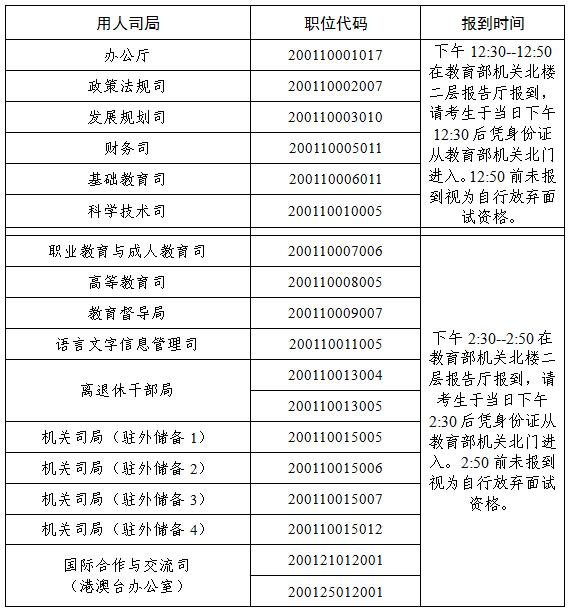 用人司局 职位代码 报到时间
办公厅 200110001017
政策法规司 200110002007
发展规划司 200110003010
财务司 200110005011
基础教育司 200110006011
科学技术司 200110010005
下午 12:30--12:50
在教育部机关北楼
二层报告厅报到，
请考生于当日下午
12:30 后凭身份证
从教育部机关北门
进入。12:50 前未报
到视为自行放弃面
试资格。
职业教育与成人教育司 200110007006
高等教育司 200110008005
教育督导局 200110009007
语言文字信息管理司 200110011005
离退休干部局 200110013004
200110013005
机关司局（驻外储备 1） 200110015005
机关司局（驻外储备 2） 200110015006
机关司局（驻外储备 3） 200110015007
机关司局（驻外储备 4） 200110015012
国际合作与交流司
（港澳台办公室）
200121012001
200125012001
下午 2:30--2:50 在
教育部机关北楼二
层报告厅报到，请
考生于当日下午
2:30 后凭身份证从
教育部机关北门进
入。2:50 前未报到
视为自行放弃面试
资格。